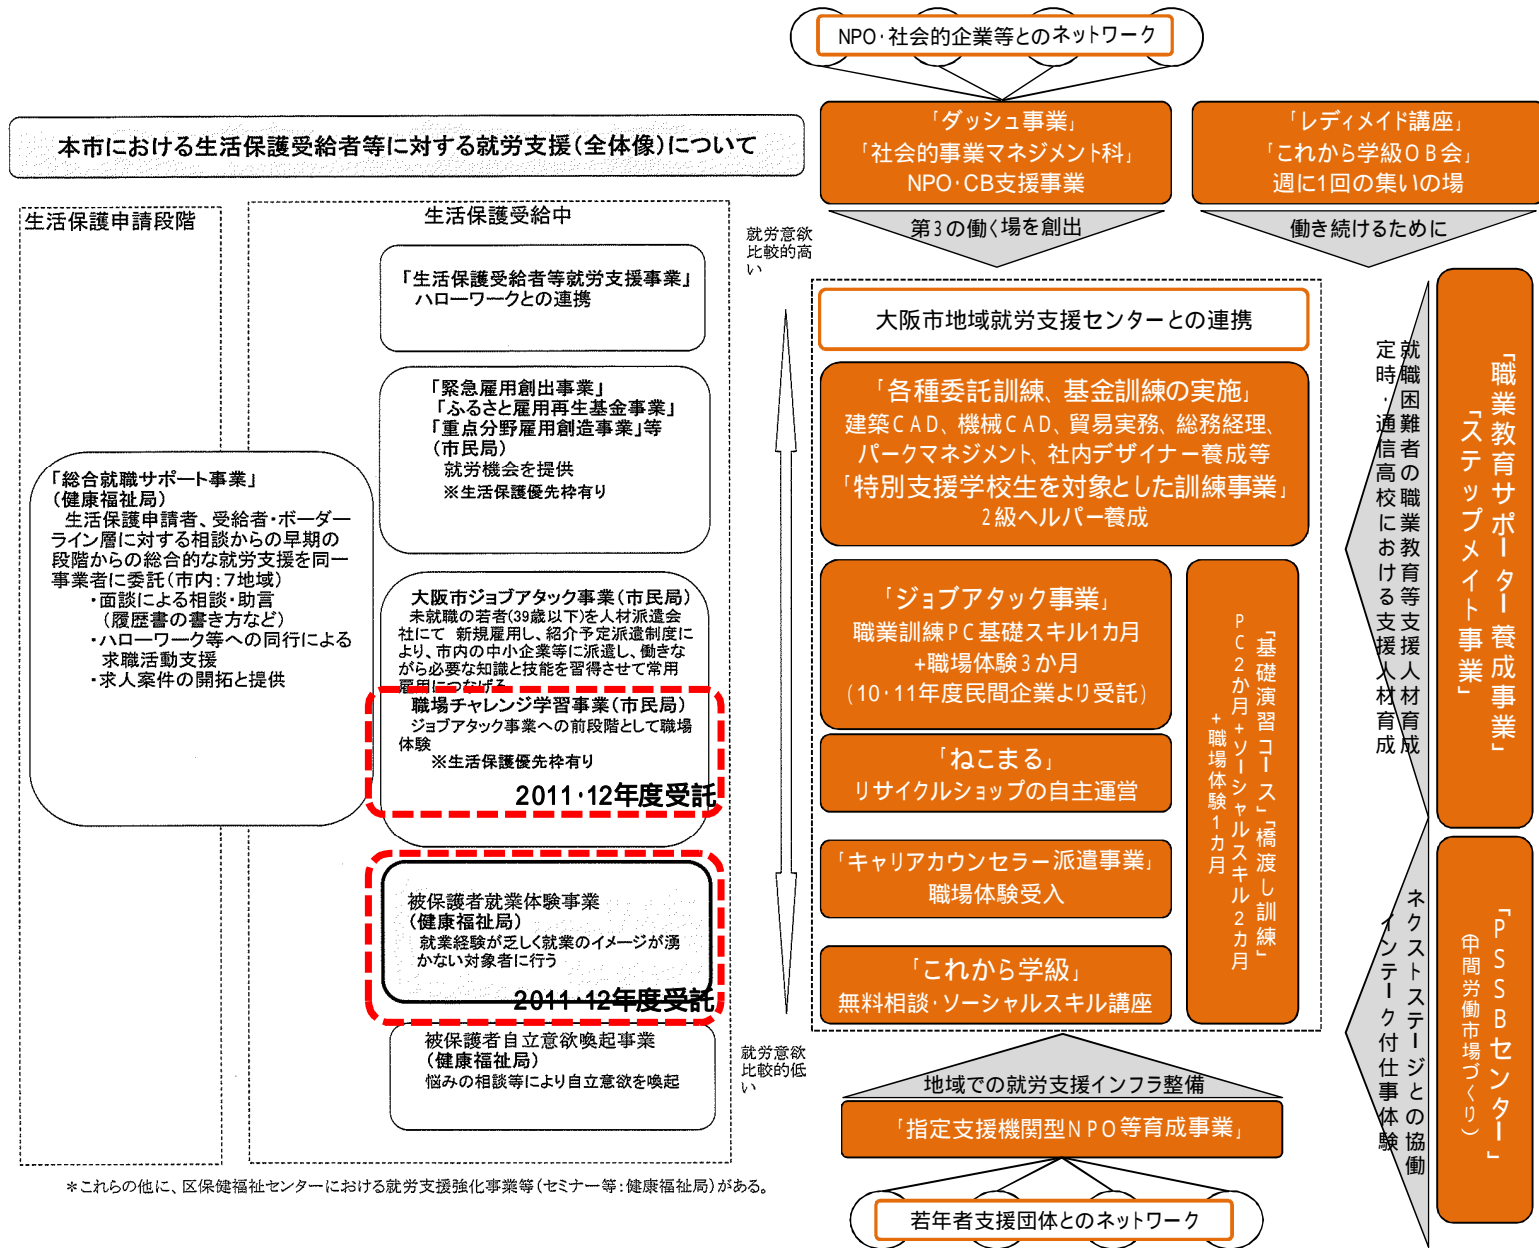 NPO･社会的企業等とのネットワーク
本市における生活保護受給者等に対する就労支援(全体像)について
「ダッシュ事業」
「社会的事業マネジメント科」
NPO･CB支援事業
第3の働く場を創出
「レディメイド講座」
「これから学級OB会」
週に1回の集いの場
働き続けるために
生活保護申請段階
「総合就職サポート事業」
(健康福祉局)
生活保護申請者、受給者・ボーダー
ライン層に対する相談からの早期の
段階からの総合的な就労支援を同一
事業者に委託(市内：7地域)
・面談による相談・助言
(履歴書の書き方など)
・ハローワーク等への同行による
求職活動支援
・求人案件の開拓と提供
生活保護受給中
「生活保護受給者等就労支援事業」
ハローワークとの連携
「緊急雇用創出事業」
「ふるさと雇用再生基金事業」
「重点分野雇用創造事業」等
(市民局)
就労機会を提供
※生活保護優先枠有り
大阪市ジョブアタック事業(市民局)
未就職の若者(39歳以下)を人材派遣会
社にて 新規雇用し、紹介予定派遣制度に
より、市内の中小企業等に派遣し、働きな
がら必要な知識と技能を習得させて常用
雇用につなげる
職場チャレンジ学習事業(市民局)
ジョブアタック事業への前段階として職場
体験
※生活保護優先枠有り
2011･12年度受託
被保護者就業体験事業
(健康福祉局)
就業経験が乏しく就業のイメージが湧
かない対象者に行う
2011･12年度受託
被保護者自立意欲喚起事業
(健康福祉局)
悩みの相談等により自立意欲を喚起
＊これらの他に、区保健福祉センターにおける就労支援強化事業等(セミナー等：健康福祉局)がある。
就労意欲
比較的高
い
就労意欲
比較的低
い
大阪市地域就労支援センターとの連携
「各種委託訓練、基金訓練の実施」
建築CAD、機械CAD、貿易実務、総務経理、
パークマネジメント、社内デザイナー養成等
「特別支援学校生を対象とした訓練事業」
2級ヘルパー養成
「ジョブアタック事業」
職業訓練PC基礎スキル1カ月
+職場体験3か月
(10･11年度民間企業より受託)
「ねこまる」
リサイクルショップの自主運営
「キャリアカウンセラー派遣事業」
職場体験受入
「これから学級」
無料相談･ソーシャルスキル講座
「基礎演習コース」「橋渡し訓練」
PC2か月+ソーシャルスキル2カ月
+職場体験1カ月
地域での就労支援インフラ整備
「指定支援機関型NPO等育成事業」
若年者支援団体とのネットワーク
「職業教育サポーター養成事業」
「ステップメイト事業」
就職困難者の職業教育等支援人材育成
定時・通信高校における支援人材育成
「PSSBセンター」
(中間労働市場づくり)
ネクストステージとの協働
インテーク付仕事体験